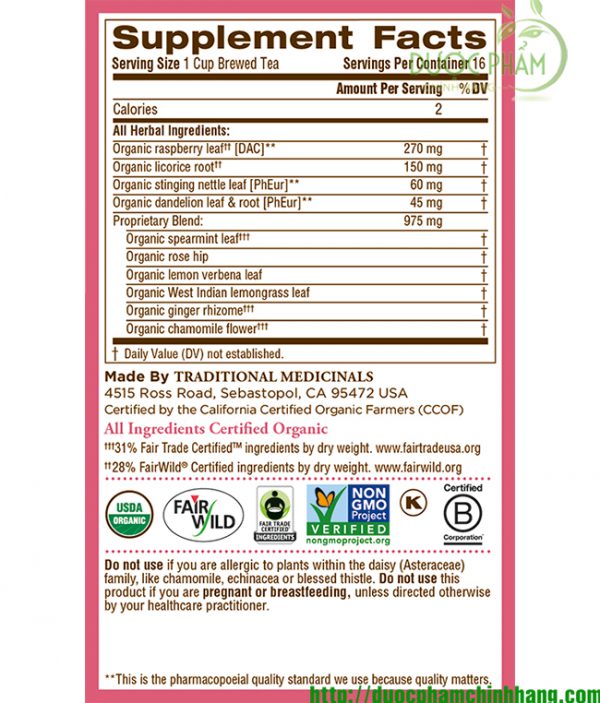 Supplement Facts
Serving Size 1 Cup Brewed Tea Servings Per Container 16
DƯỢC PHẨM
Amount Per Serving %DV
Calories 2
All Herbal Ingredients:
Organic raspberry leaf†† [DAC]** 270 mg †
Organic licorice root†† 150 mg †
Organic stinging nettle leaf [PhEur]** 60 mg †
Organic dandelion leaf & root [PhEur]** 45 mg †
Proprietary Blend: 975 mg
Organic spearmint leaf††† †
Organic rose hip †
Organic lemon verbena leaf †
Organic West Indian lemongrass leaf †
Organic ginger rhizome††† †
Organic chamomile flower††† †
† Daily Value (DV) not established.
Made By TRADITIONAL MEDICINALS
4515 Ross Road, Sebastopol, CA 95472 USA
Certified by the California Certified Organic Farmers (CCOF)
All Ingredients Certified Organic
†††31% Fair Trade Certified™ ingredients by dry weight. www.fairtradeusa.org
††28% FairWild® Certified ingredients by dry weight. www.fairwild.org
USDA
ORGANIC
FAIR
WILD
FAIR TRADE
CERTIFIED
INGREDIENTS
NON
GMO
Project
VERIFIED
nongmoproject.org
K
Certified
B
Corporation
Do not use if you are allergic to plants within the daisy (Asteraceae)
family, like chamomile, echinacea or blessed thistle. Do not use this
product if you are pregnant or breastfeeding, unless directed otherwise
by your healthcare practitioner.
**This is the pharmacopoeial quality standard we use because quality matters.
http://duocphamchinhhang.com